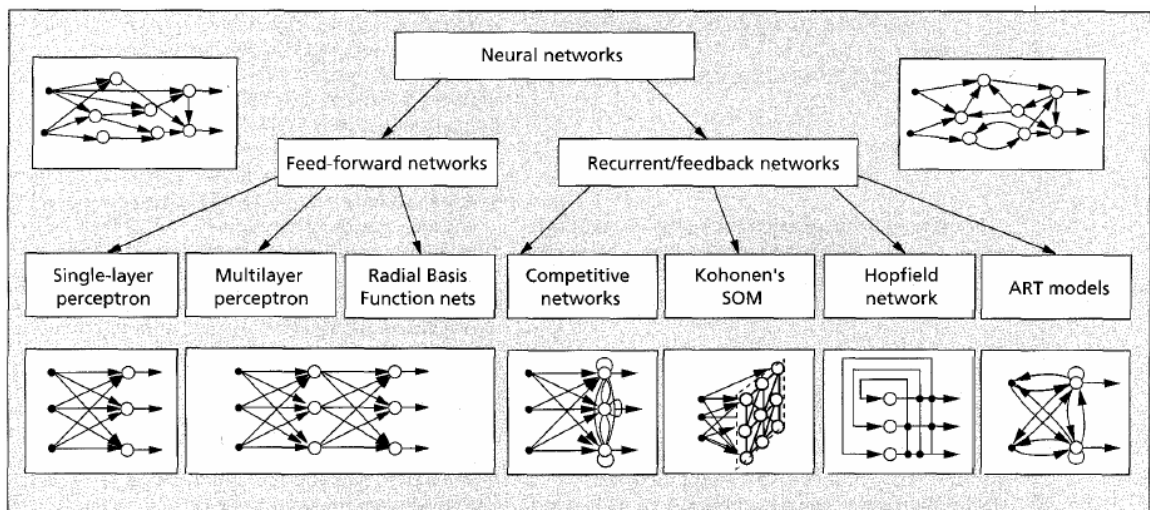 Neural networks
Feed-forward networks
Recurrent/feedback networks
Single-layer
perceptron
Multilayer
perceptron
Radial Basis
Function nets
Competitive
networks
Kohonen's
SOM
Hopfield
network
ART models